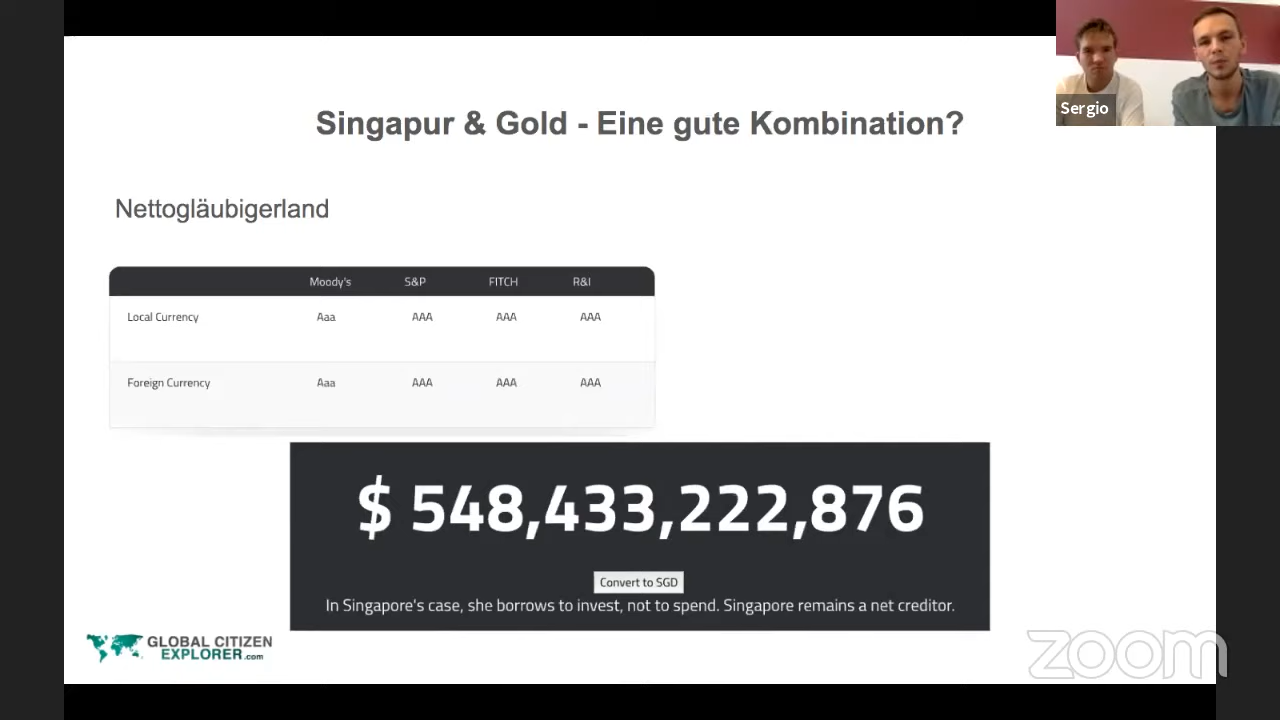 Sergio
Singapur & Gold - Eine gute Kombination?
Nettogläubigerland
Moody's S&P FITCH R&I
Local Currency Aaa AAA AAA AAA
Foreign Currency Aaa AAA AAA AAA
$ 548,433,222,876
Convert to SGD
In Singapore's case, she borrows to invest, not to spend. Singapore remains a net creditor.
GLOBAL CITIZEN
EXPLORER.com
zoom